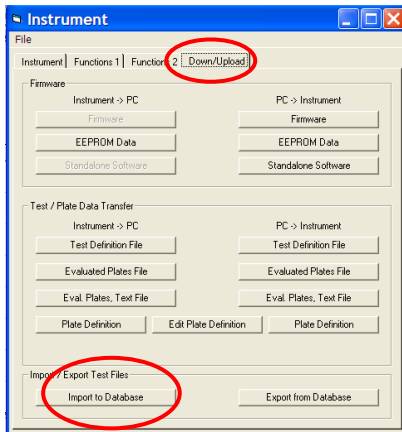 Instrument
File
Instrument Functions 1 Functions 2 Down/Upload
Firmware
Instrument -> PC PC -> Instrument
Firmware Firmware
EEPROM Data EEPROM Data
Standalone Software Standalone Software
Test / Plate Data Transfer
Instrument -> PC PC -> Instrument
Test Definition File Test Definition File
Evaluated Plates File Evaluated Plates File
Eval. Plates, Text File Eval. Plates, Text File
Plate Definition Edit Plate Definition Plate Definition
Import / Export Test Files
Import to Database Export from Database